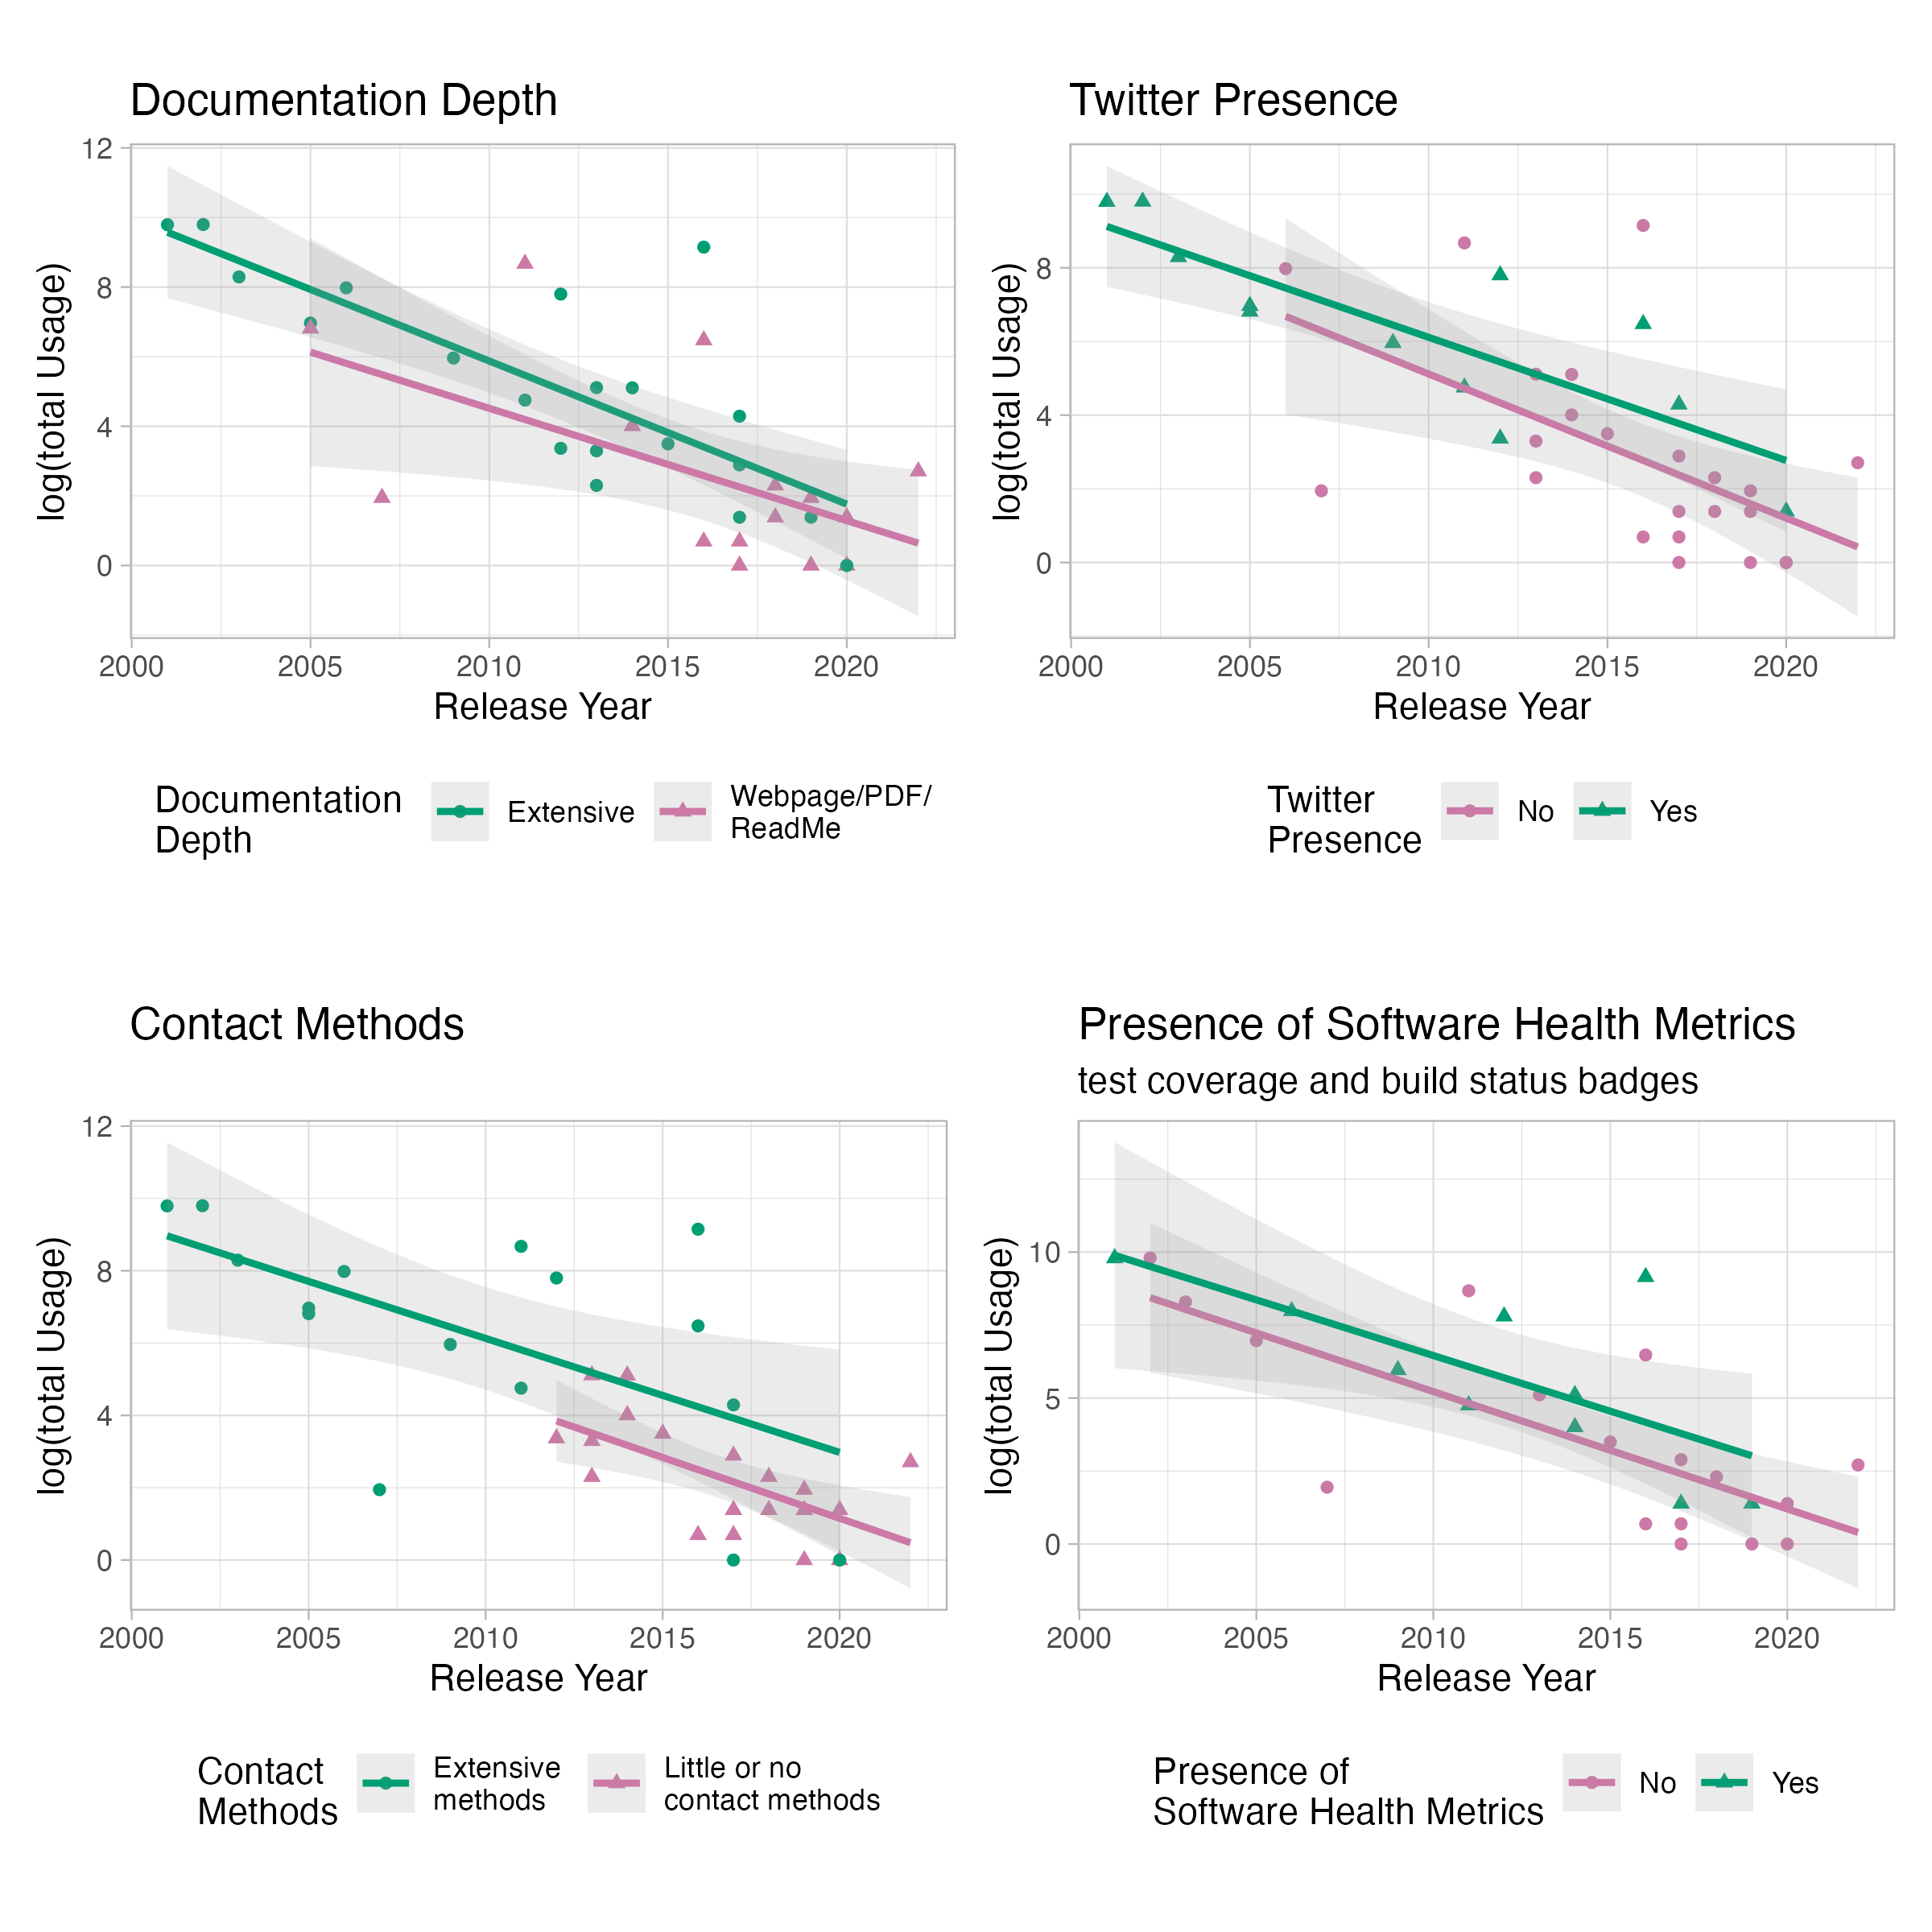 Documentation Depth
12
8
4
0
log(total Usage)
2000 2005 2010 2015 2020
Release Year
Documentation
Depth
Extensive
Webpage/PDF/
ReadMe
Twitter Presence
8
4
0
log(total Usage)
2000 2005 2010 2015 2020
Release Year
Twitter
Presence
No
Yes
Contact Methods
12
8
4
0
log(total Usage)
2000 2005 2010 2015 2020
Release Year
Contact
Methods
Extensive
methods
Little or no
contact methods
Presence of Software Health Metrics
test coverage and build status badges
10
5
0
log(total Usage)
2000 2005 2010 2015 2020
Release Year
Presence of
Software Health Metrics
No
Yes